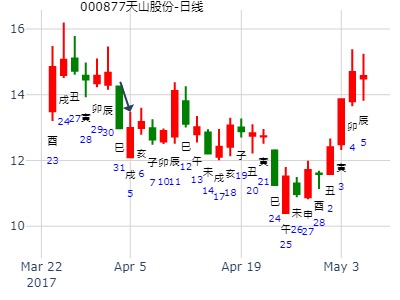 000877天山股份-日线
16
14
12
10
酉
23
戌
24
丑
27
寅
28
卯
29
辰
30
巳
31
戌
5
亥
6
子
7
卯
10
辰
11
巳
12
午
13
未
14
戌
17
亥
18
子
19
丑
20
寅
21
巳
24
午
25
未
26
申
27
酉
28
丑
2
寅
3
卯
4
辰
5
Mar 22
2017
Apr 5
Apr 19
May 3